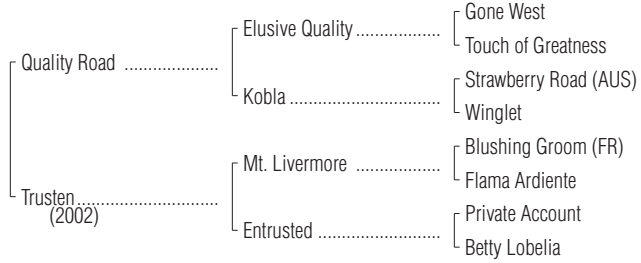 Gone West
Elusive Quality ..................
Touch of Greatness
Quality Road ....................
Strawberry Road (AUS)
Kobla ................................
Winglet
Blushing Groom (FR)
Mt. Livermore ..................
Flama Ardiente
Trusten ..............................
(2002)
Private Account
Entrusted ..........................
Betty Lobelia